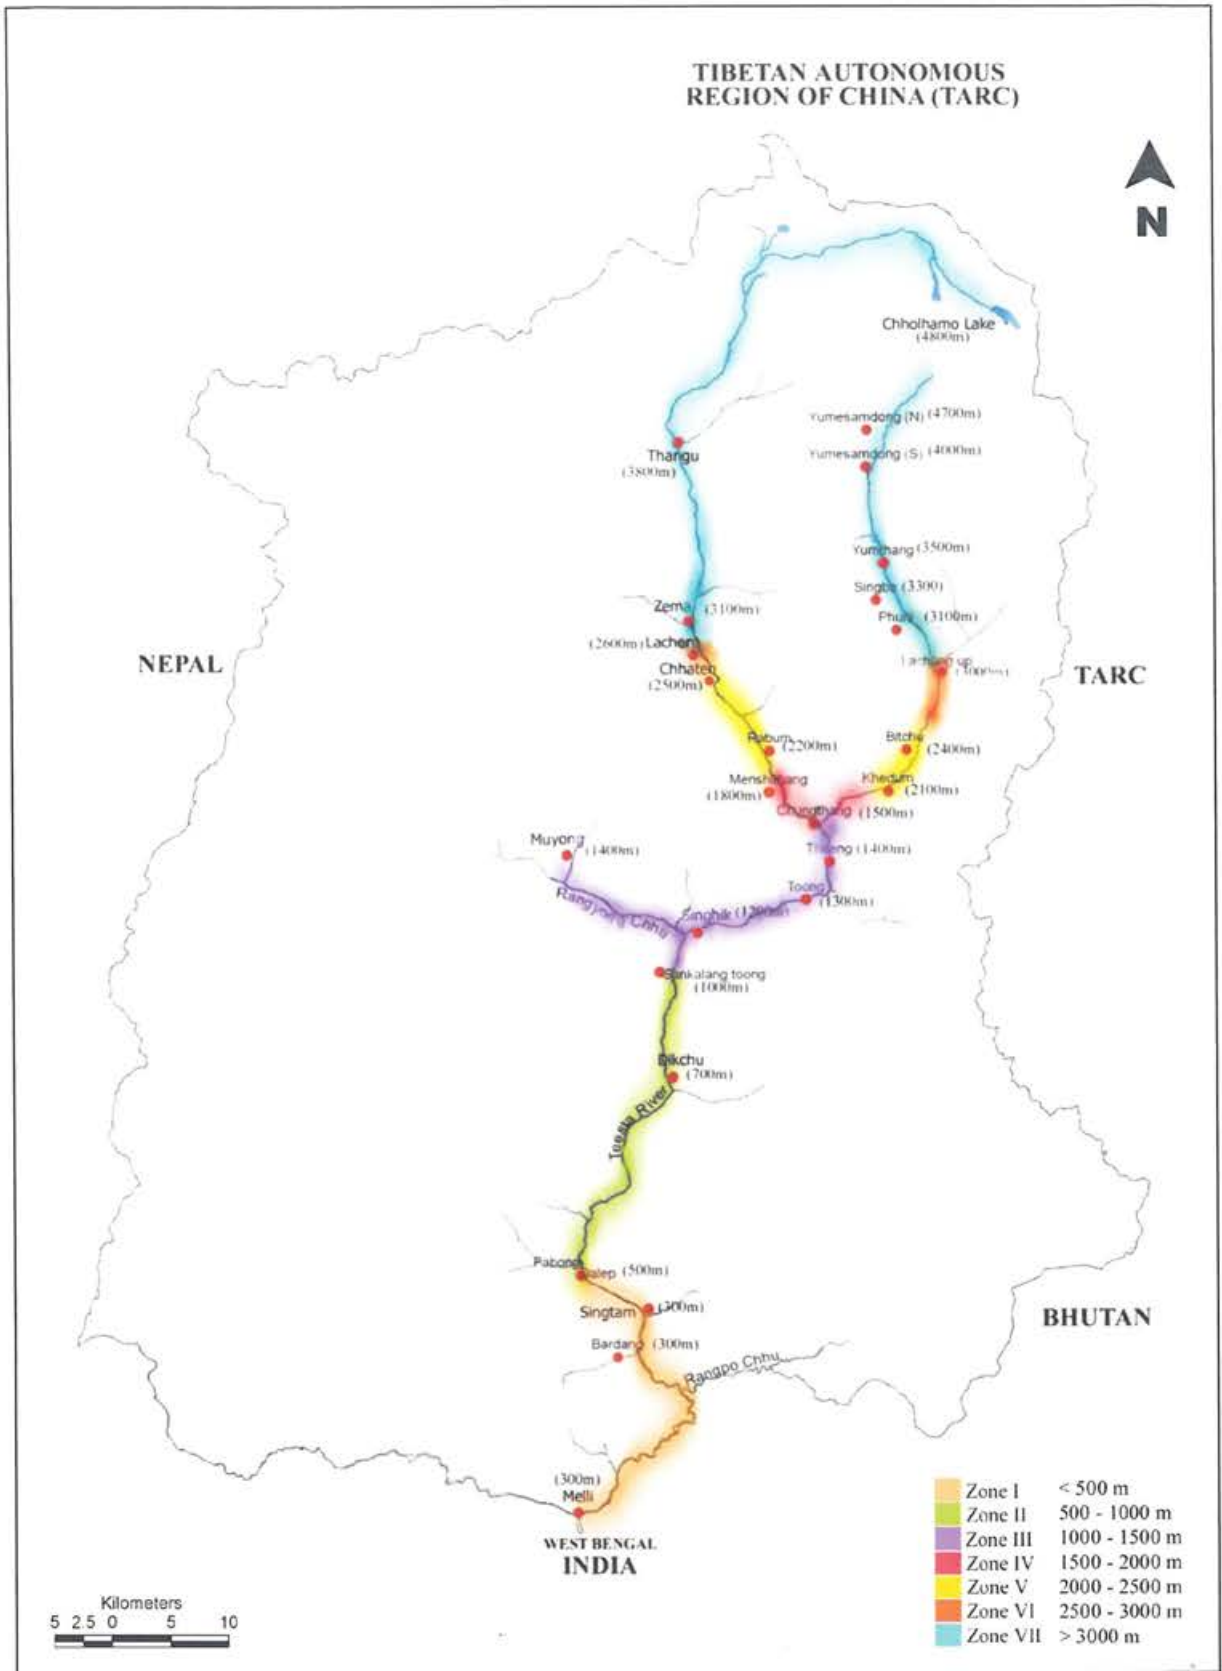 TIBETAN AUTONOMOUS
REGION OF CHINA (TARC)
N
Chholhamo Lake
(4800m)
Yumesamdong (N) (4700m)
Yumesamdong (S) (4000m)
Thangu
(3800m)
Yumthang (3500m)
Singba (3300)
Zema (3100m)
Phuni (3100m)
(2600m) Lachen
Lachung up
(3000m)
NEPAL
TARC
Chhaten
(2500m)
Rabum (2200m)
Bitchu
(2400m)
Menshithang
(1800m)
Khedum
(2100m)
Chungthang (1500m)
Muyong
(1400m)
Theng (1400m)
Toong
(1300m)
Rangyong Chhu
Singhik (1200m)
Sankalang toong
(1000m)
Dikchu
(700m)
Teesta River
Pabong
Jalep (500m)
Singtam (300m)
BHUTAN
Bardang (300m)
Rangpo Chhu
(300m)
Melli
WEST BENGAL
INDIA
Zone I < 500 m
Zone II 500 - 1000 m
Zone III 1000 - 1500 m
Zone IV 1500 - 2000 m
Zone V 2000 - 2500 m
Zone VI 2500 - 3000 m
Zone VII > 3000 m
Kilometers
5 2.5 0 5 10